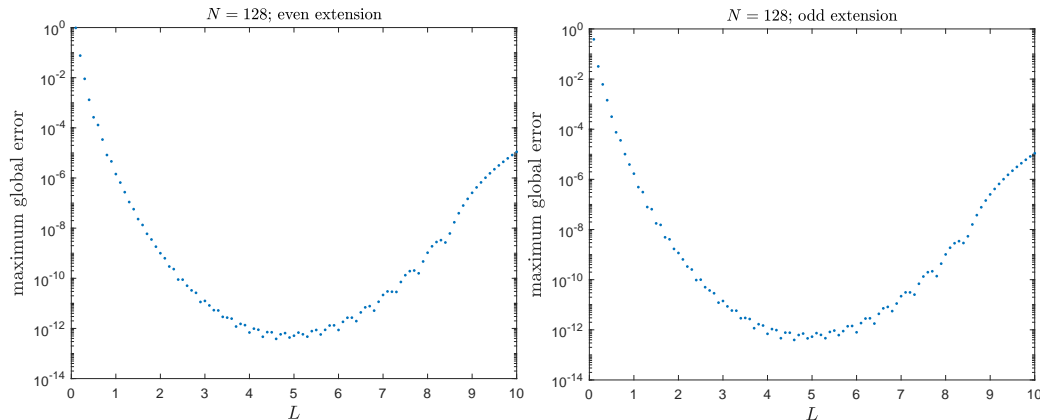 N = 128; even extension
maximum global error
10^0
10^-2
10^-4
10^-6
10^-8
10^-10
10^-12
10^-14
0 1 2 3 4 5 6 7 8 9 10
L
N = 128; odd extension
maximum global error
10^0
10^-2
10^-4
10^-6
10^-8
10^-10
10^-12
10^-14
0 1 2 3 4 5 6 7 8 9 10
L